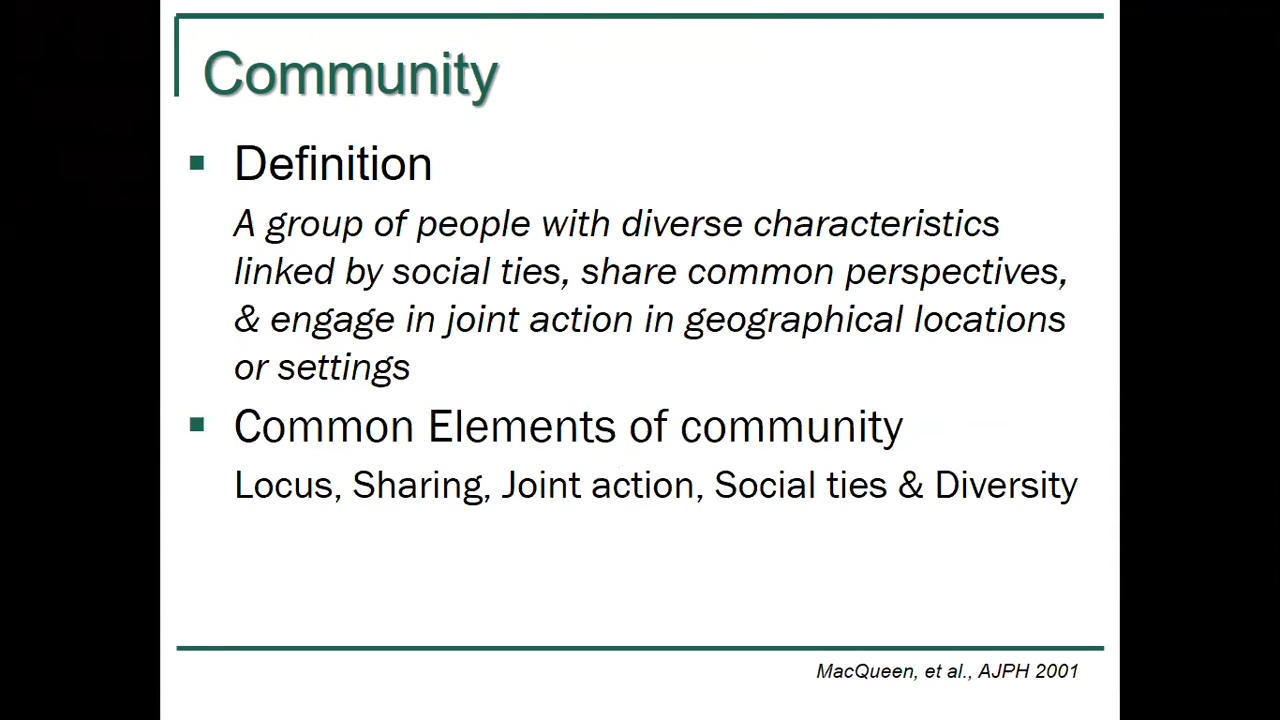 Community
Definition
A group of people with diverse characteristics
linked by social ties, share common perspectives,
& engage in joint action in geographical locations
or settings
Common Elements of community
Locus, Sharing, Joint action, Social ties & Diversity
MacQueen, et al., AJPH 2001